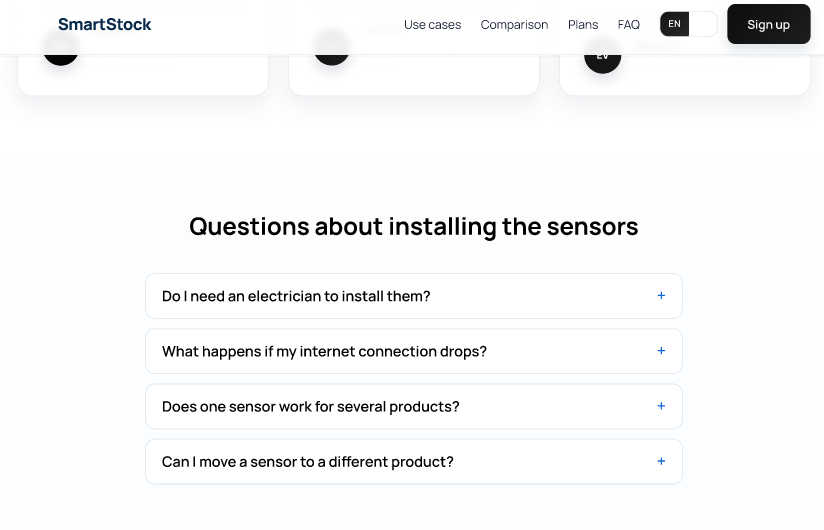 SmartStock
Use cases
Comparison
Plans
FAQ
EN
Sign up
Questions about installing the sensors
Do I need an electrician to install them?
+
What happens if my internet connection drops?
+
Does one sensor work for several products?
+
Can I move a sensor to a different product?
+